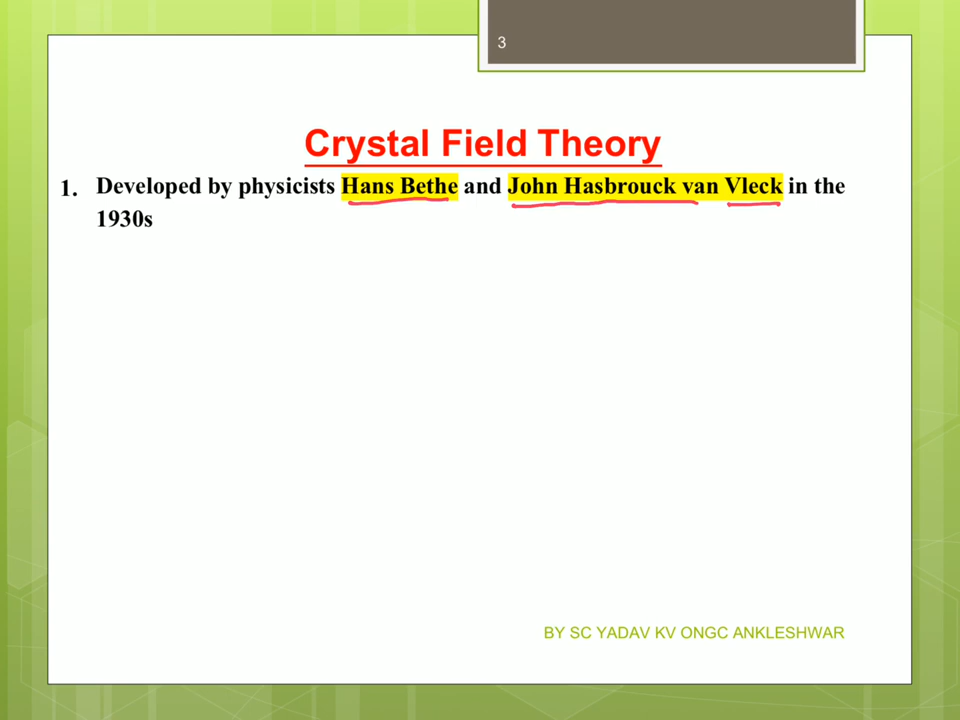 3
Crystal Field Theory
1. Developed by physicists Hans Bethe and John Hasbrouck van Vleck in the
1930s
BY SC YADAV KV ONGC ANKLESHWAR